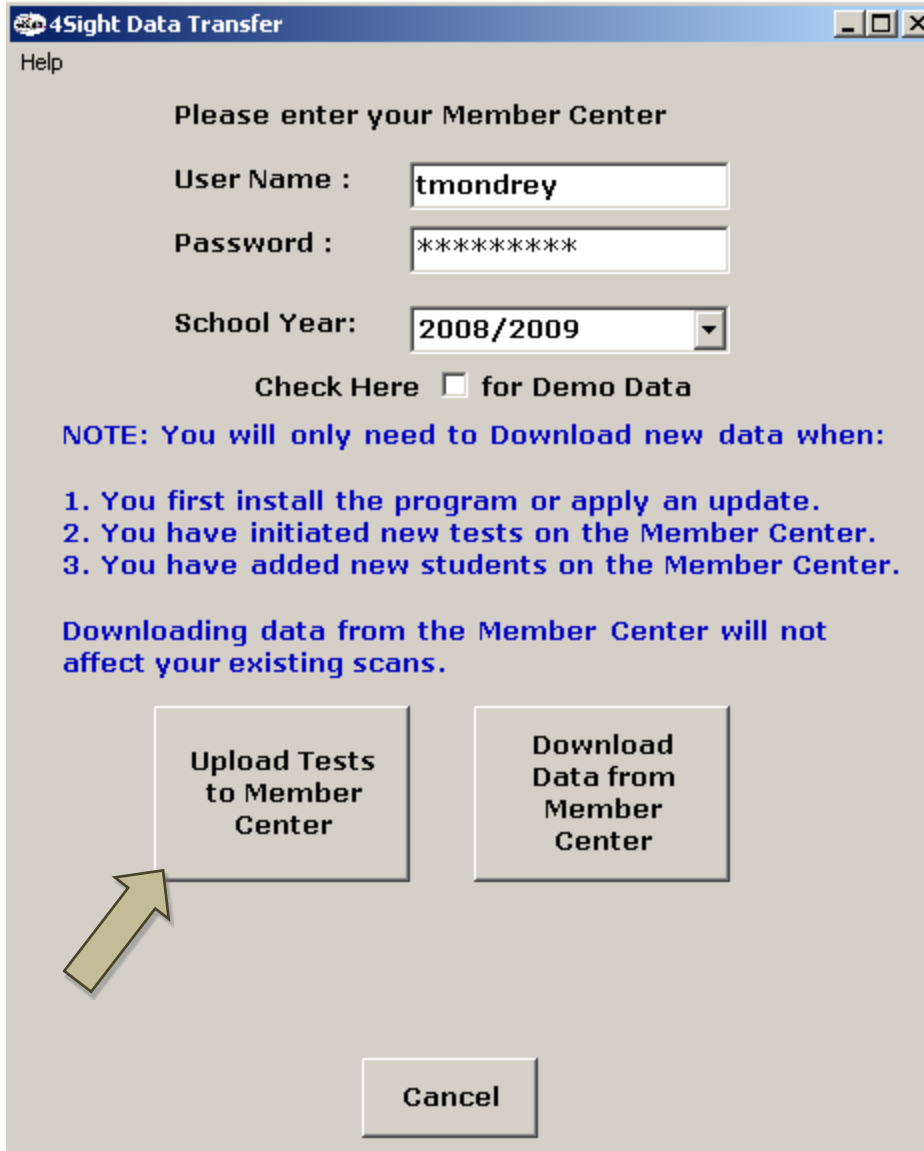 4Sight Data Transfer
Help
Please enter your Member Center
User Name :
tmondrey
Password :
*********
School Year:
2008/2009
Check Here for Demo Data
NOTE: You will only need to Download new data when:
1. You first install the program or apply an update.
2. You have initiated new tests on the Member Center.
3. You have added new students on the Member Center.
Downloading data from the Member Center will not
affect your existing scans.
Upload Tests
to Member
Center
Download
Data from
Member
Center
Cancel